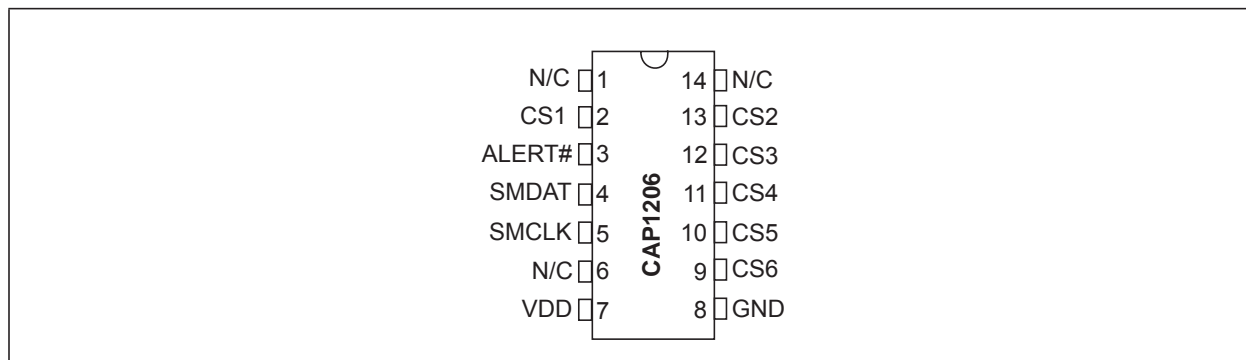 N/C 1 14 N/C
CS1 2 13 CS2
ALERT# 3 12 CS3
SMDAT 4 11 CS4
SMCLK 5 10 CS5
N/C 6 9 CS6
VDD 7 8 GND
CAP1206